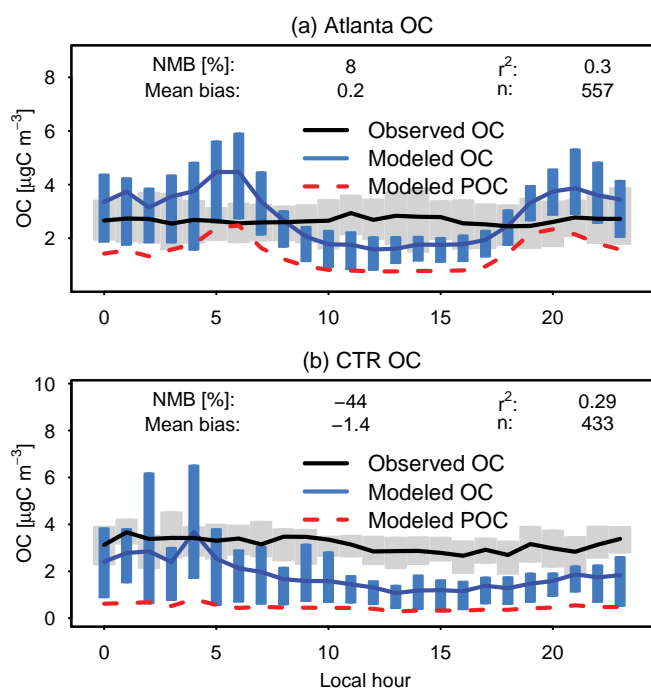 (a) Atlanta OC
NMB [%]: 8 r²: 0.3
Mean bias: 0.2 n: 557
Observed OC
Modeled OC
Modeled POC
OC [µgC m⁻³]
8
6
4
2
0 5 10 15 20
(b) CTR OC
NMB [%]: −44 r²: 0.29
Mean bias: −1.4 n: 433
Observed OC
Modeled OC
Modeled POC
OC [µgC m⁻³]
10
8
6
4
2
0
0 5 10 15 20
Local hour